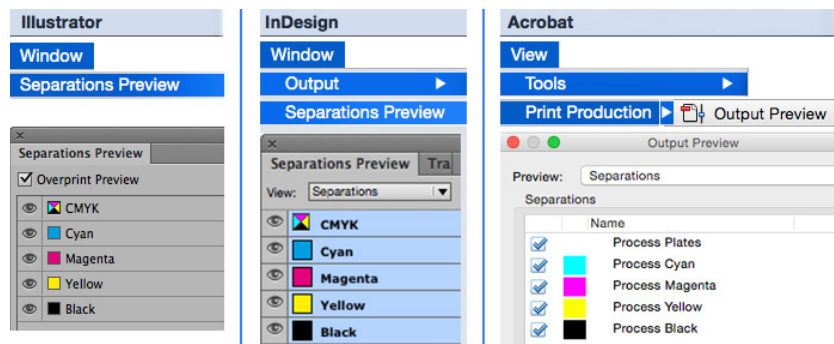 Illustrator
Window
Separations Preview
Separations Preview
Overprint Preview
CMYK
Cyan
Magenta
Yellow
Black
InDesign
Window
Output
Separations Preview
Separations Preview Tra
View: Separations
CMYK
Cyan
Magenta
Yellow
Black
Acrobat
View
Tools
Print Production Output Preview
Output Preview
Preview: Separations
Separations
Name
Process Plates
Process Cyan
Process Magenta
Process Yellow
Process Black